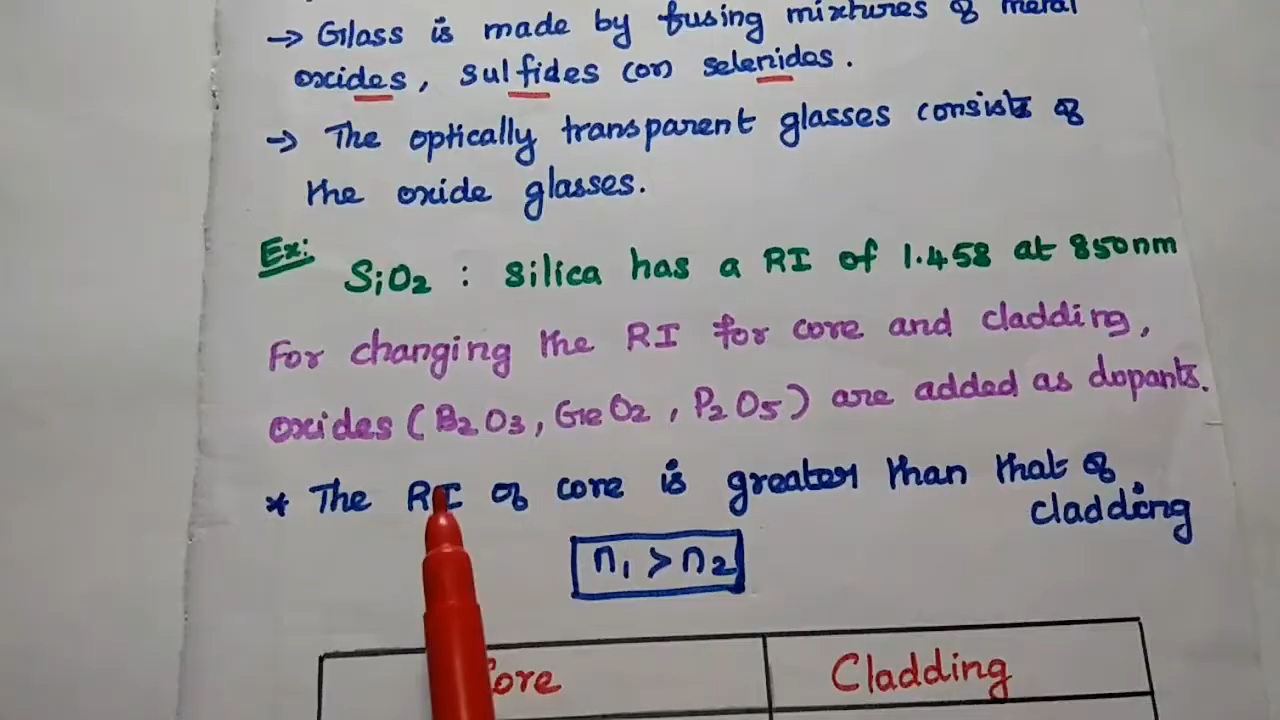 → Glass is made by fusing mixtures of metal
oxides, sulfides (or) selenides.
→ The optically transparent glasses consists of
the oxide glasses.
Ex: SiO2 : Silica has a RI of 1.458 at 850nm
For changing the RI for core and cladding,
oxides (B2O3, GeO2, P2O5) are added as dopants.
* The RI of core is greater than that of
cladding
n1 > n2
Core Cladding